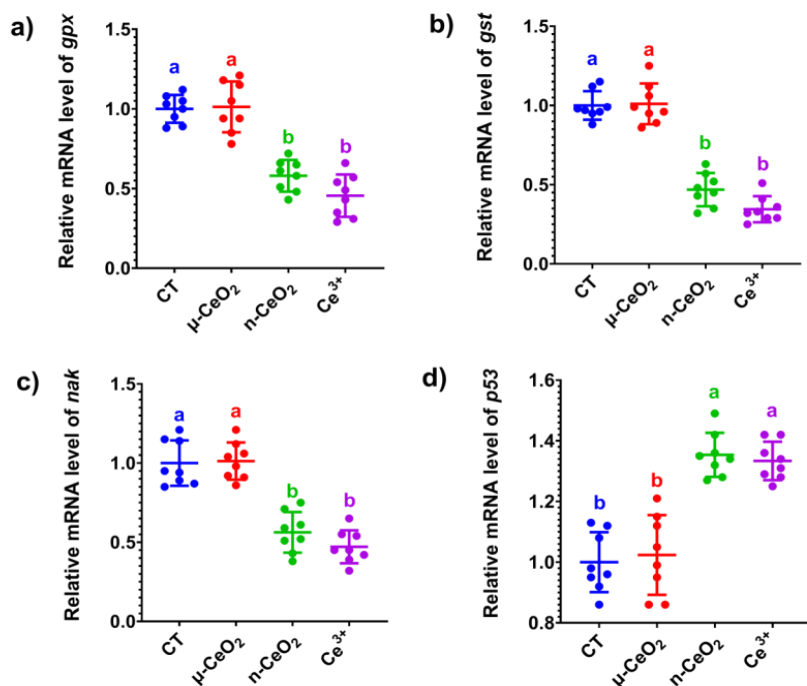 a)
Relative mRNA level of gpx
1.5
1.0
0.5
0.0
a
a
b
b
CT
μ-CeO₂
n-CeO₂
Ce³⁺
b)
Relative mRNA level of gst
1.5
1.0
0.5
0.0
a
a
b
b
CT
μ-CeO₂
n-CeO₂
Ce³⁺
c)
Relative mRNA level of nak
1.5
1.0
0.5
0.0
a
a
b
b
CT
μ-CeO₂
n-CeO₂
Ce³⁺
d)
Relative mRNA level of p53
1.6
1.4
1.2
1.0
0.8
b
b
a
a
CT
μ-CeO₂
n-CeO₂
Ce³⁺